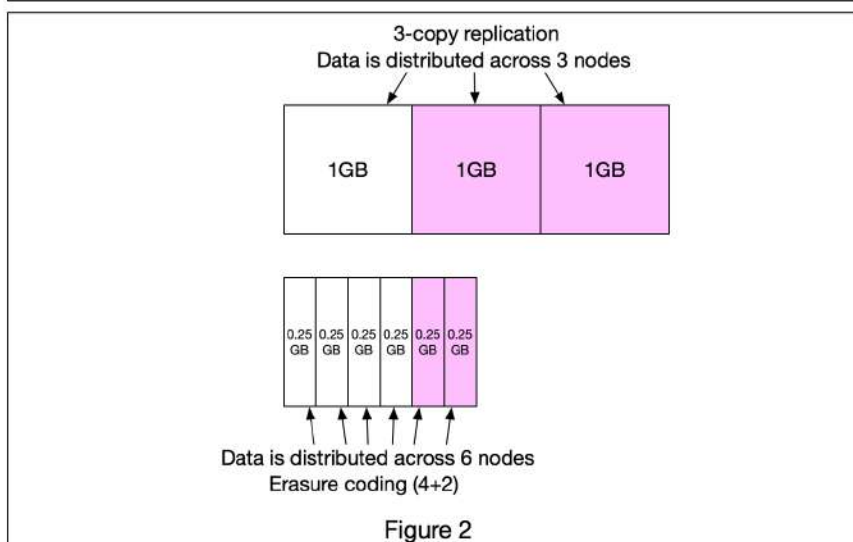 3-copy replication
Data is distributed across 3 nodes
1GB 1GB 1GB
0.25 0.25 0.25 0.25 0.25 0.25
GB GB GB GB GB GB
Data is distributed across 6 nodes
Erasure coding (4+2)
Figure 2